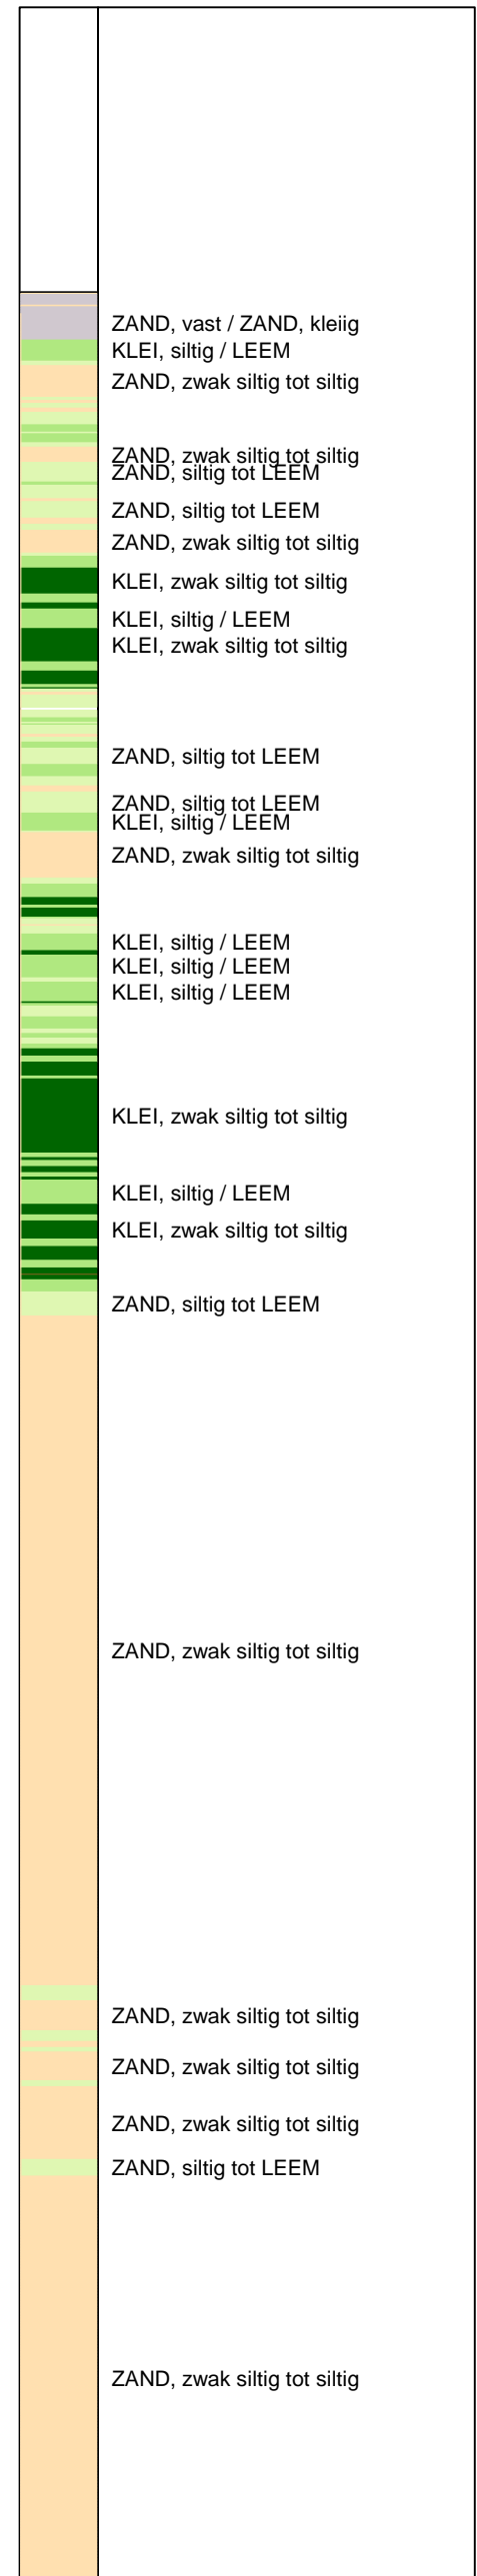 ZAND, vast / ZAND, kleiig
KLEI, siltig / LEEM
ZAND, zwak siltig tot siltig
ZAND, zwak siltig tot siltig
ZAND, siltig tot LEEM
ZAND, siltig tot LEEM
ZAND, zwak siltig tot siltig
KLEI, zwak siltig tot siltig
KLEI, siltig / LEEM
KLEI, zwak siltig tot siltig
ZAND, siltig tot LEEM
ZAND, siltig tot LEEM
KLEI, siltig / LEEM
ZAND, zwak siltig tot siltig
KLEI, siltig / LEEM
KLEI, siltig / LEEM
KLEI, siltig / LEEM
KLEI, zwak siltig tot siltig
KLEI, siltig / LEEM
KLEI, zwak siltig tot siltig
ZAND, siltig tot LEEM
ZAND, zwak siltig tot siltig
ZAND, zwak siltig tot siltig
ZAND, zwak siltig tot siltig
ZAND, zwak siltig tot siltig
ZAND, siltig tot LEEM
ZAND, zwak siltig tot siltig